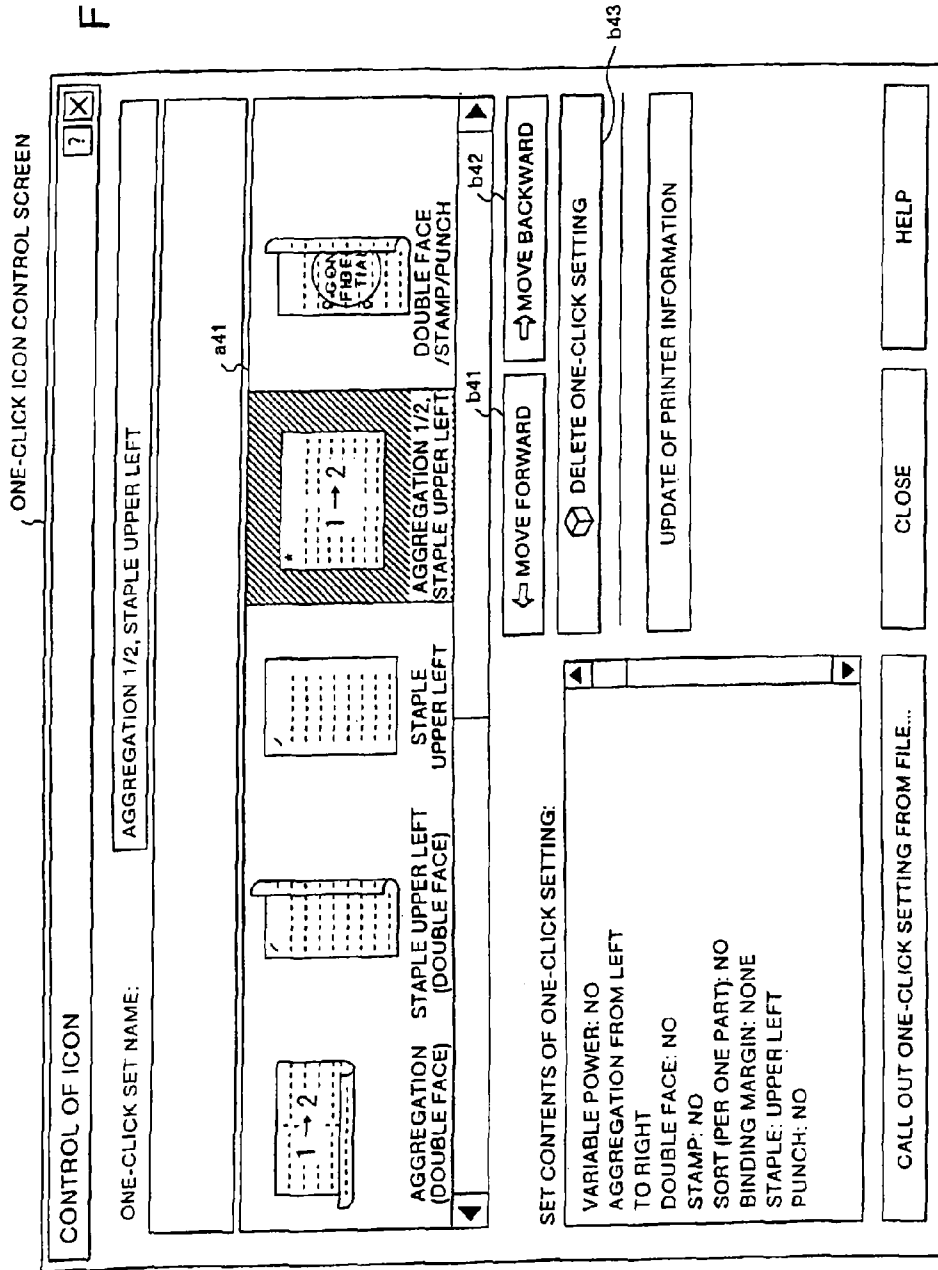 F
ONE-CLICK ICON CONTROL SCREEN
CONTROL OF ICON
? X
ONE-CLICK SET NAME:
AGGREGATION 1/2, STAPLE UPPER LEFT
a41
1→2
AGGREGATION
(DOUBLE FACE)
STAPLE UPPER LEFT
(DOUBLE FACE)
STAPLE
UPPER LEFT
* 1→2
AGGREGATION 1/2,
STAPLE UPPER LEFT
DOUBLE FACE
/STAMP/PUNCH
b41
b42
⇦ MOVE FORWARD
⇨ MOVE BACKWARD
DELETE ONE-CLICK SETTING
b43
UPDATE OF PRINTER INFORMATION
SET CONTENTS OF ONE-CLICK SETTING:
VARIABLE POWER: NO
AGGREGATION FROM LEFT
TO RIGHT
DOUBLE FACE: NO
STAMP: NO
SORT (PER ONE PART): NO
BINDING MARGIN: NONE
STAPLE: UPPER LEFT
PUNCH: NO
CALL OUT ONE-CLICK SETTING FROM FILE...
CLOSE
HELP